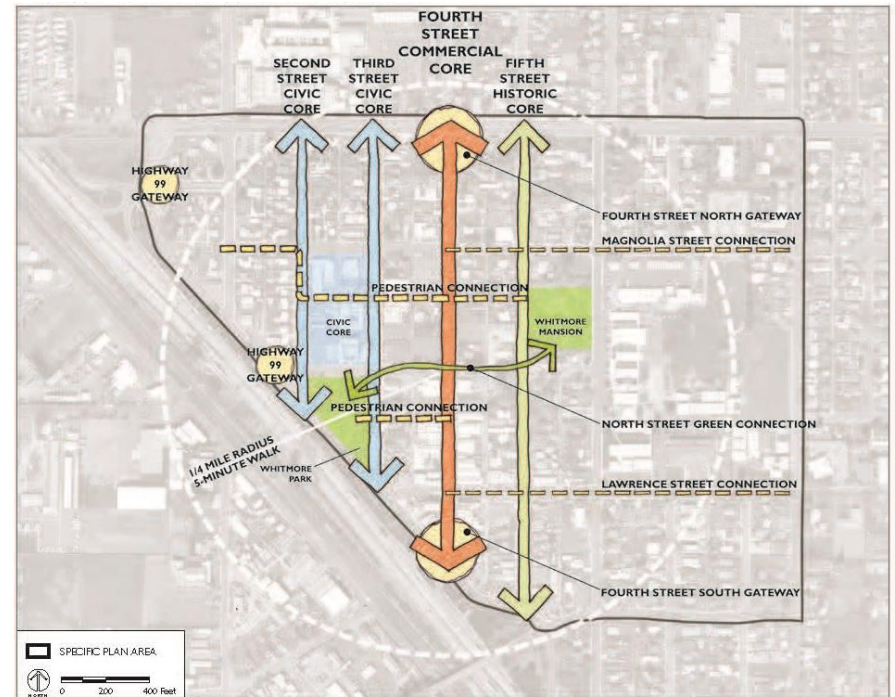 FOURTH
STREET
COMMERCIAL
CORE
SECOND
STREET
CIVIC
CORE
THIRD
STREET
CIVIC
CORE
FIFTH
STREET
HISTORIC
CORE
HIGHWAY
99
GATEWAY
FOURTH STREET NORTH GATEWAY
MAGNOLIA STREET CONNECTION
PEDESTRIAN CONNECTION
CIVIC
CORE
WHITMORE
MANSION
HIGHWAY
99
GATEWAY
PEDESTRIAN CONNECTION
NORTH STREET GREEN CONNECTION
1/4 MILE RADIUS
5-MINUTE WALK
WHITMORE
PARK
LAWRENCE STREET CONNECTION
FOURTH STREET SOUTH GATEWAY
SPECIFIC PLAN AREA
NORTH
0 200 400 Feet